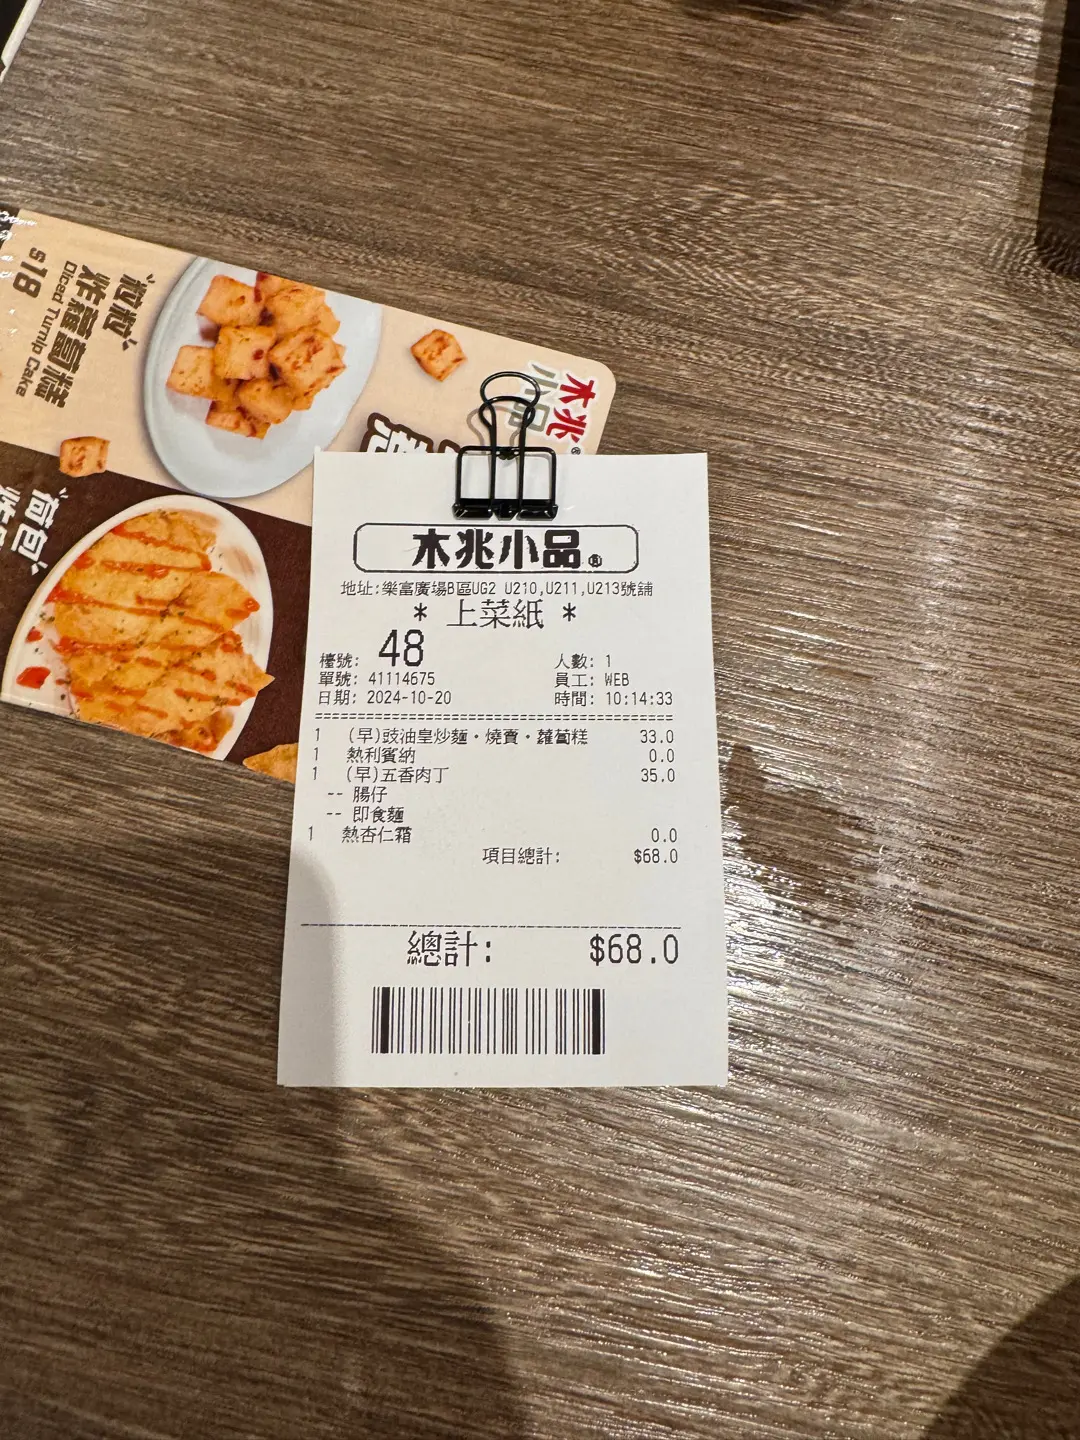 $18
粒粒
炸蘿蔔糕
Diced Turnip Cake
木兆
小品
荷包
木兆小品®
地址:樂富廣場B區UG2 U210,U211,U213號舖
* 上菜紙 *
檯號: 48 人數: 1
單號: 41114675 員工: WEB
日期: 2024-10-20 時間: 10:14:33
1 (早)豉油皇炒麵·燒賣·蘿蔔糕 33.0
1 熱利賓納 0.0
1 (早)五香肉丁 35.0
-- 腸仔
-- 即食麵
1 熱杏仁霜 0.0
項目總計: $68.0
總計: $68.0